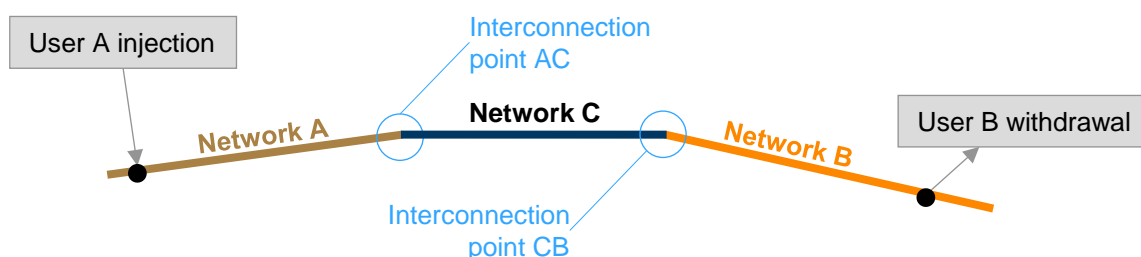 User A injection
Interconnection
point AC
Network A
Network C
Network B
User B withdrawal
Interconnection
point CB